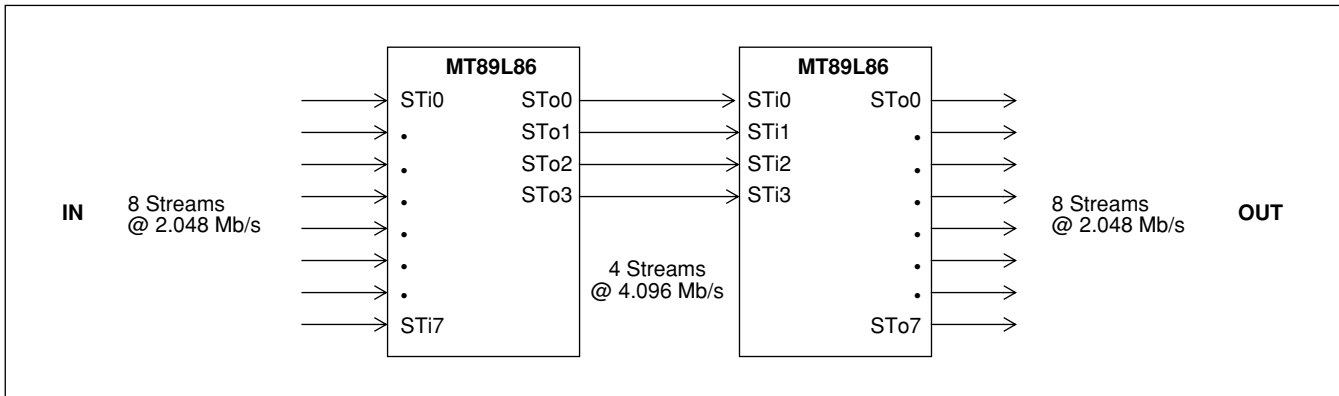 MT89L86 MT89L86
STi0 STo0 STi0 STo0
STo1 STi1
STo2 STi2
STo3 STi3
IN 8 Streams
@ 2.048 Mb/s
4 Streams
@ 4.096 Mb/s
8 Streams
@ 2.048 Mb/s OUT
STi7 STo7